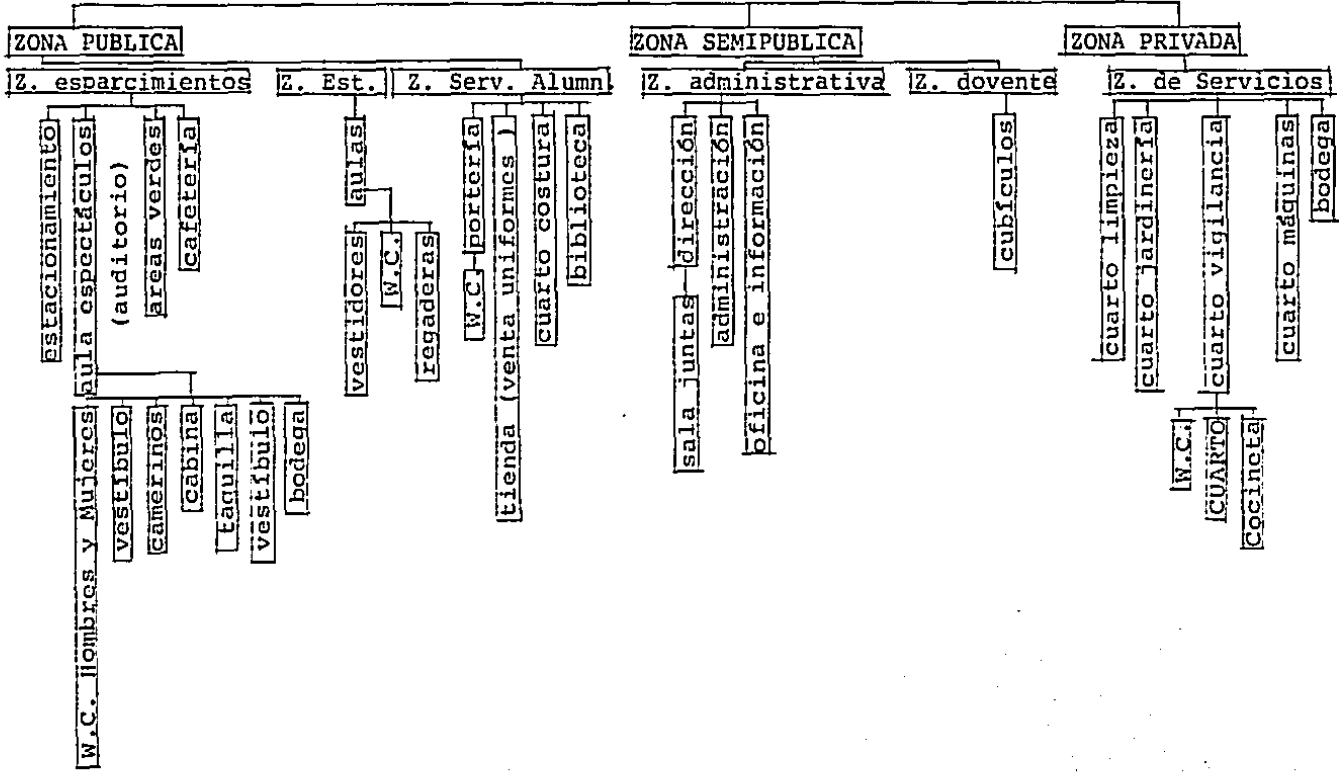 ZONA PUBLICA
ZONA SEMIPUBLICA
ZONA PRIVADA
Z. esparcimientos
Z. Est.
Z. Serv. Alumn.
Z. administrativa
Z. dovente
Z. de Servicios
estacionamiento
aula espectáculos
(auditorio)
areas verdes
cafetería
aulas
portería
tienda (venta uniformes )
cuarto costura
biblioteca
dirección
administración
oficina e información
cubículos
cuarto limpieza
cuarto jardinería
cuarto vigilancia
cuarto máquinas
bodega
vestidores
W.C.
regaderas
W.C.
sala juntas
W.C. Hombres y Mujeres
vestíbulo
camerinos
cabina
taquilla
vestíbulo
bodega
W.C.
CUARTO
Cocincta